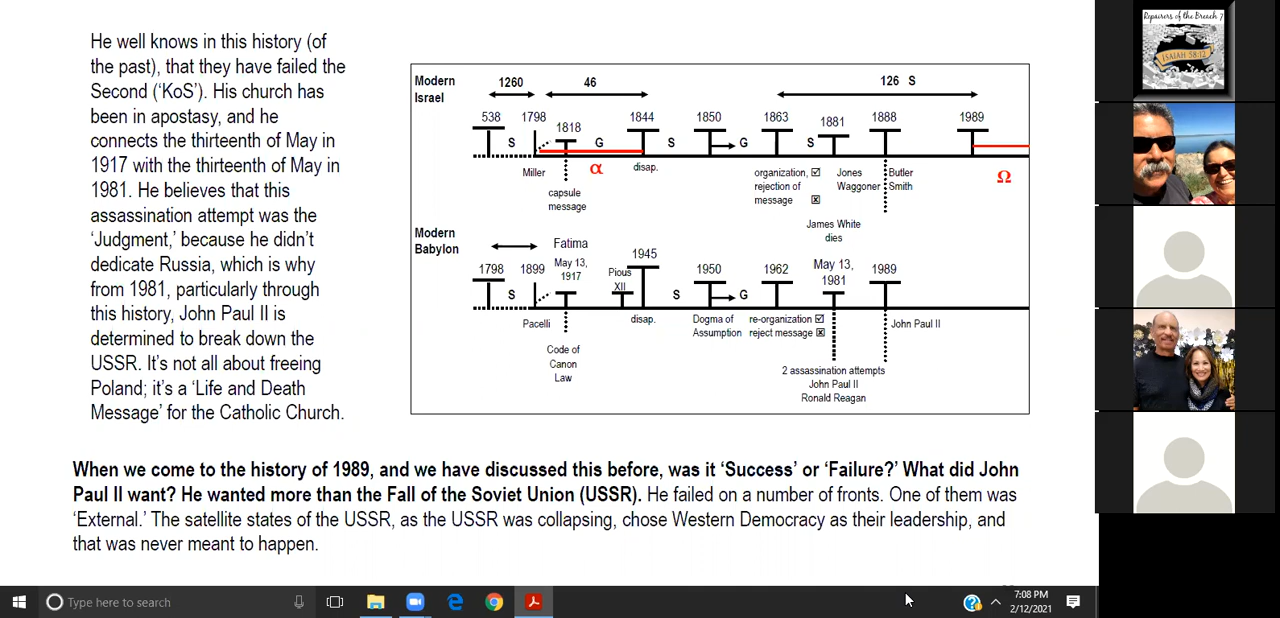 He well knows in this history (of
the past), that they have failed the
Second ('KoS'). His church has
been in apostasy, and he
connects the thirteenth of May in
1917 with the thirteenth of May in
1981. He believes that this
assassination attempt was the
'Judgment,' because he didn't
dedicate Russia, which is why
from 1981, particularly through
this history, John Paul II is
determined to break down the
USSR. It's not all about freeing
Poland; it's a 'Life and Death
Message' for the Catholic Church.
Modern
Israel
1260 46 126 S
538 1798 1818 1844 1850 1863 1881 1888 1989
S G S G S
Miller α disap. Ω
capsule
message
organization, ☑
rejection of
message ☒
Jones
Waggoner
Butler
Smith
James White
dies
Modern
Babylon
Fatima
1798 1899 May 13,
1917
Pious
XII
1945 1950 1962 May 13,
1981
1989
S S G
Pacelli disap.
Code of
Canon
Law
Dogma of
Assumption
re-organization ☑
reject message ☒
John Paul II
2 assassination attempts
John Paul II
Ronald Reagan
When we come to the history of 1989, and we have discussed this before, was it 'Success' or 'Failure?' What did John
Paul II want? He wanted more than the Fall of the Soviet Union (USSR). He failed on a number of fronts. One of them was
'External.' The satellite states of the USSR, as the USSR was collapsing, chose Western Democracy as their leadership, and
that was never meant to happen.
Repairers of the Breach 7
ISAIAH 58:12
Type here to search
7:08 PM
2/12/2021